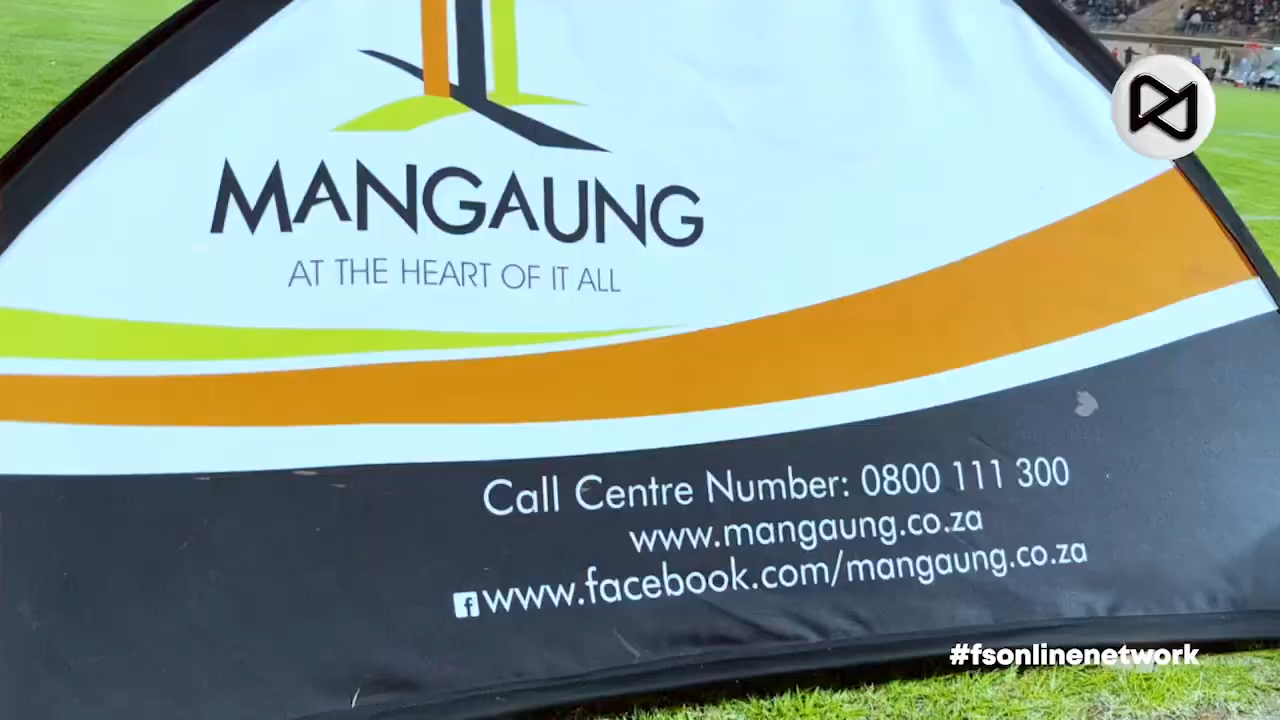 MANGAUNG
AT THE HEART OF IT ALL
Call Centre Number: 0800 111 300
www.mangaung.co.za
www.facebook.com/mangaung.co.za
#fsonlinenetwork